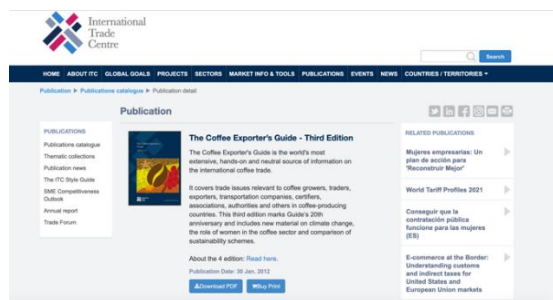 International
Trade
Centre
Search
HOME ABOUT ITC GLOBAL GOALS PROJECTS SECTORS MARKET INFO & TOOLS PUBLICATIONS EVENTS NEWS COUNTRIES / TERRITORIES
Publication Publications catalogue Publication detail
Publication
PUBLICATIONS
Publications catalogue
Thematic collections
Publication news
The ITC Style Guide
SME Competitiveness
Outlook
Annual report
Trade Forum
The Coffee Exporter's Guide - Third Edition
The Coffee Exporter's Guide is the world's most
extensive, hands-on and neutral source of information on
the international coffee trade.
It covers trade issues relevant to coffee growers, traders,
exporters, transportation companies, certifiers,
associations, authorities and others in coffee-producing
countries. This third edition marks Guide's 20th
anniversary and includes new material on climate change,
the role of women in the coffee sector and comparison of
sustainability schemes.
About the 4 edition: Read here.
Publication Date: 30 Jan, 2012
Download PDF Buy Print
RELATED PUBLICATIONS
Mujeres empresarias: Un
plan de acción para
'Reconstruir Mejor'
World Tariff Profiles 2021
Conseguir que la
contratación pública
funcione para las mujeres
(ES)
E-commerce at the Border:
Understanding customs
and indirect taxes for
United States and
European Union markets